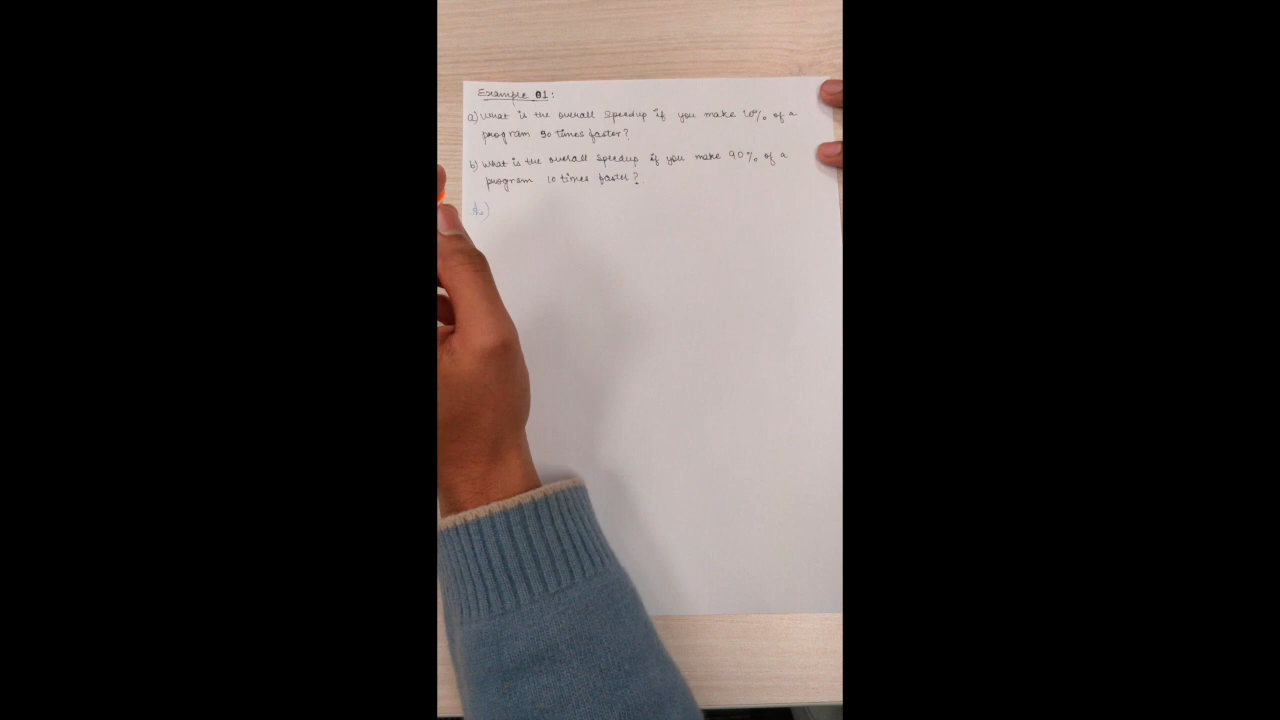 Example 01:
a) What is the overall speedup if you make 10% of a
program 90 times faster?
b) What is the overall speedup if you make 90% of a
program 10 times faster?